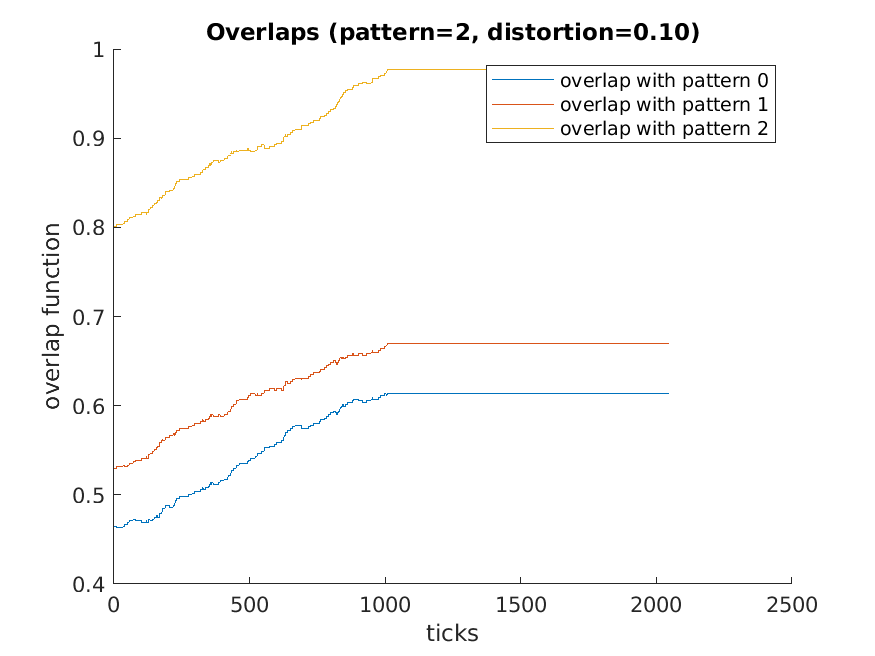 Overlaps (pattern=2, distortion=0.10)
1
0.9
0.8
0.7
0.6
0.5
0.4
overlap function
overlap with pattern 0
overlap with pattern 1
overlap with pattern 2
0 500 1000 1500 2000 2500
ticks